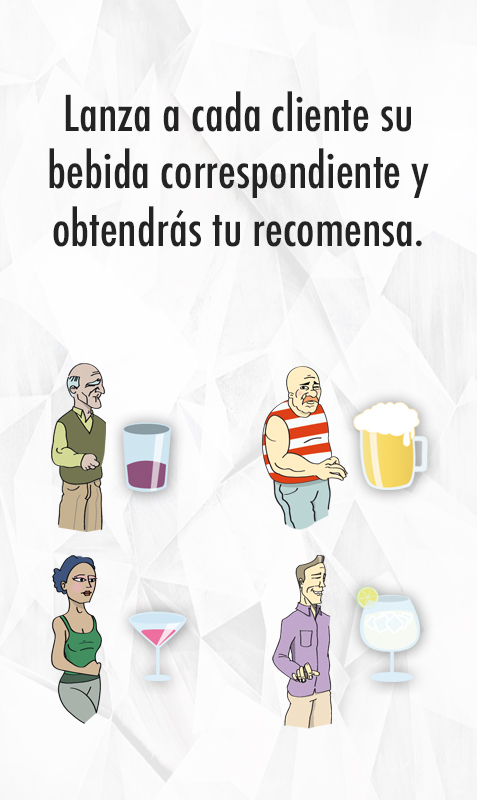 Lanza a cada cliente su
bebida correspondiente y
obtendrás tu recomensa.